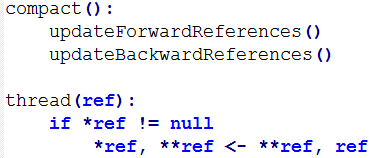 compact():
    updateForwardReferences()
    updateBackwardReferences()

thread(ref):
    if *ref != null
        *ref, **ref <- **ref, ref